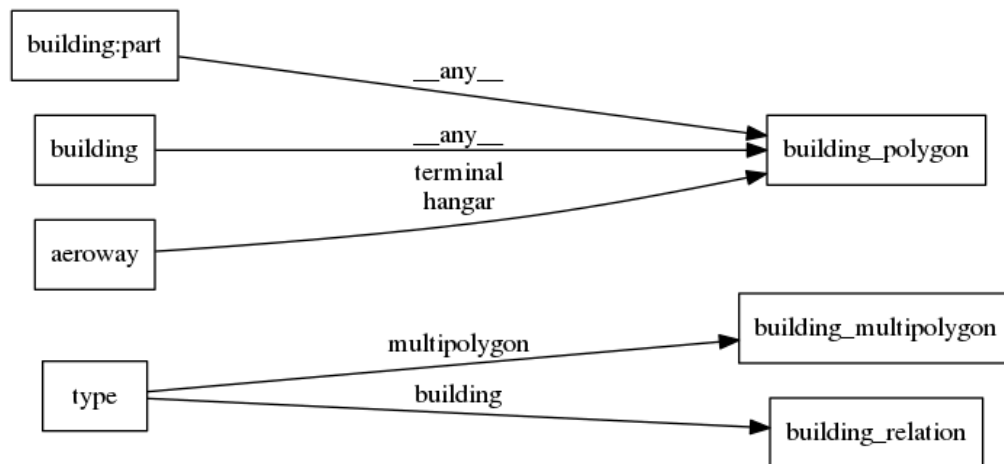 building:part
__any__
building
__any__
building_polygon
terminal
hangar
aeroway
building_multipolygon
multipolygon
type
building
building_relation